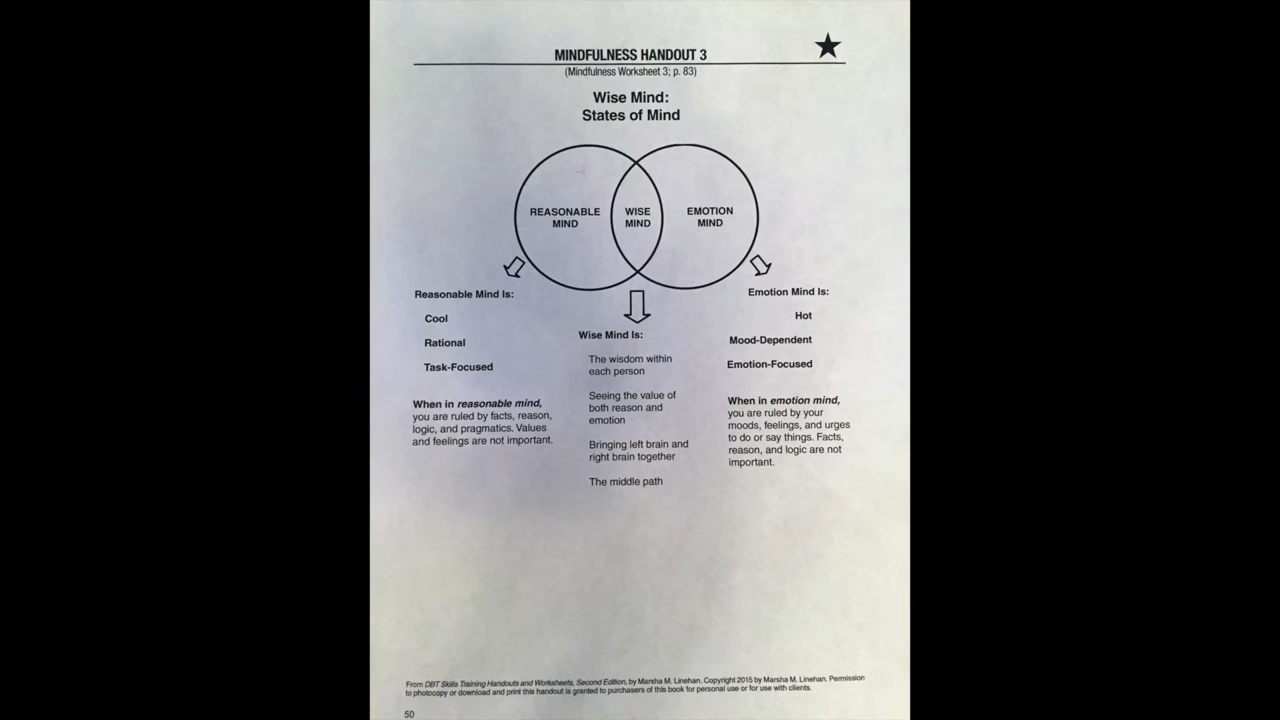 MINDFULNESS HANDOUT 3
(Mindfulness Worksheet 3; p. 83)
Wise Mind:
States of Mind
REASONABLE
MIND
WISE
MIND
EMOTION
MIND
Reasonable Mind Is:
Cool
Rational
Task-Focused
When in reasonable mind,
you are ruled by facts, reason,
logic, and pragmatics. Values
and feelings are not important.
Wise Mind Is:
The wisdom within
each person
Seeing the value of
both reason and
emotion
Bringing left brain and
right brain together
The middle path
Emotion Mind Is:
Hot
Mood-Dependent
Emotion-Focused
When in emotion mind,
you are ruled by your
moods, feelings, and urges
to do or say things. Facts,
reason, and logic are not
important.
From DBT Skills Training Handouts and Worksheets, Second Edition, by Marsha M. Linehan. Copyright 2015 by Marsha M. Linehan. Permission
to photocopy or download and print this handout is granted to purchasers of this book for personal use or for use with clients.
50